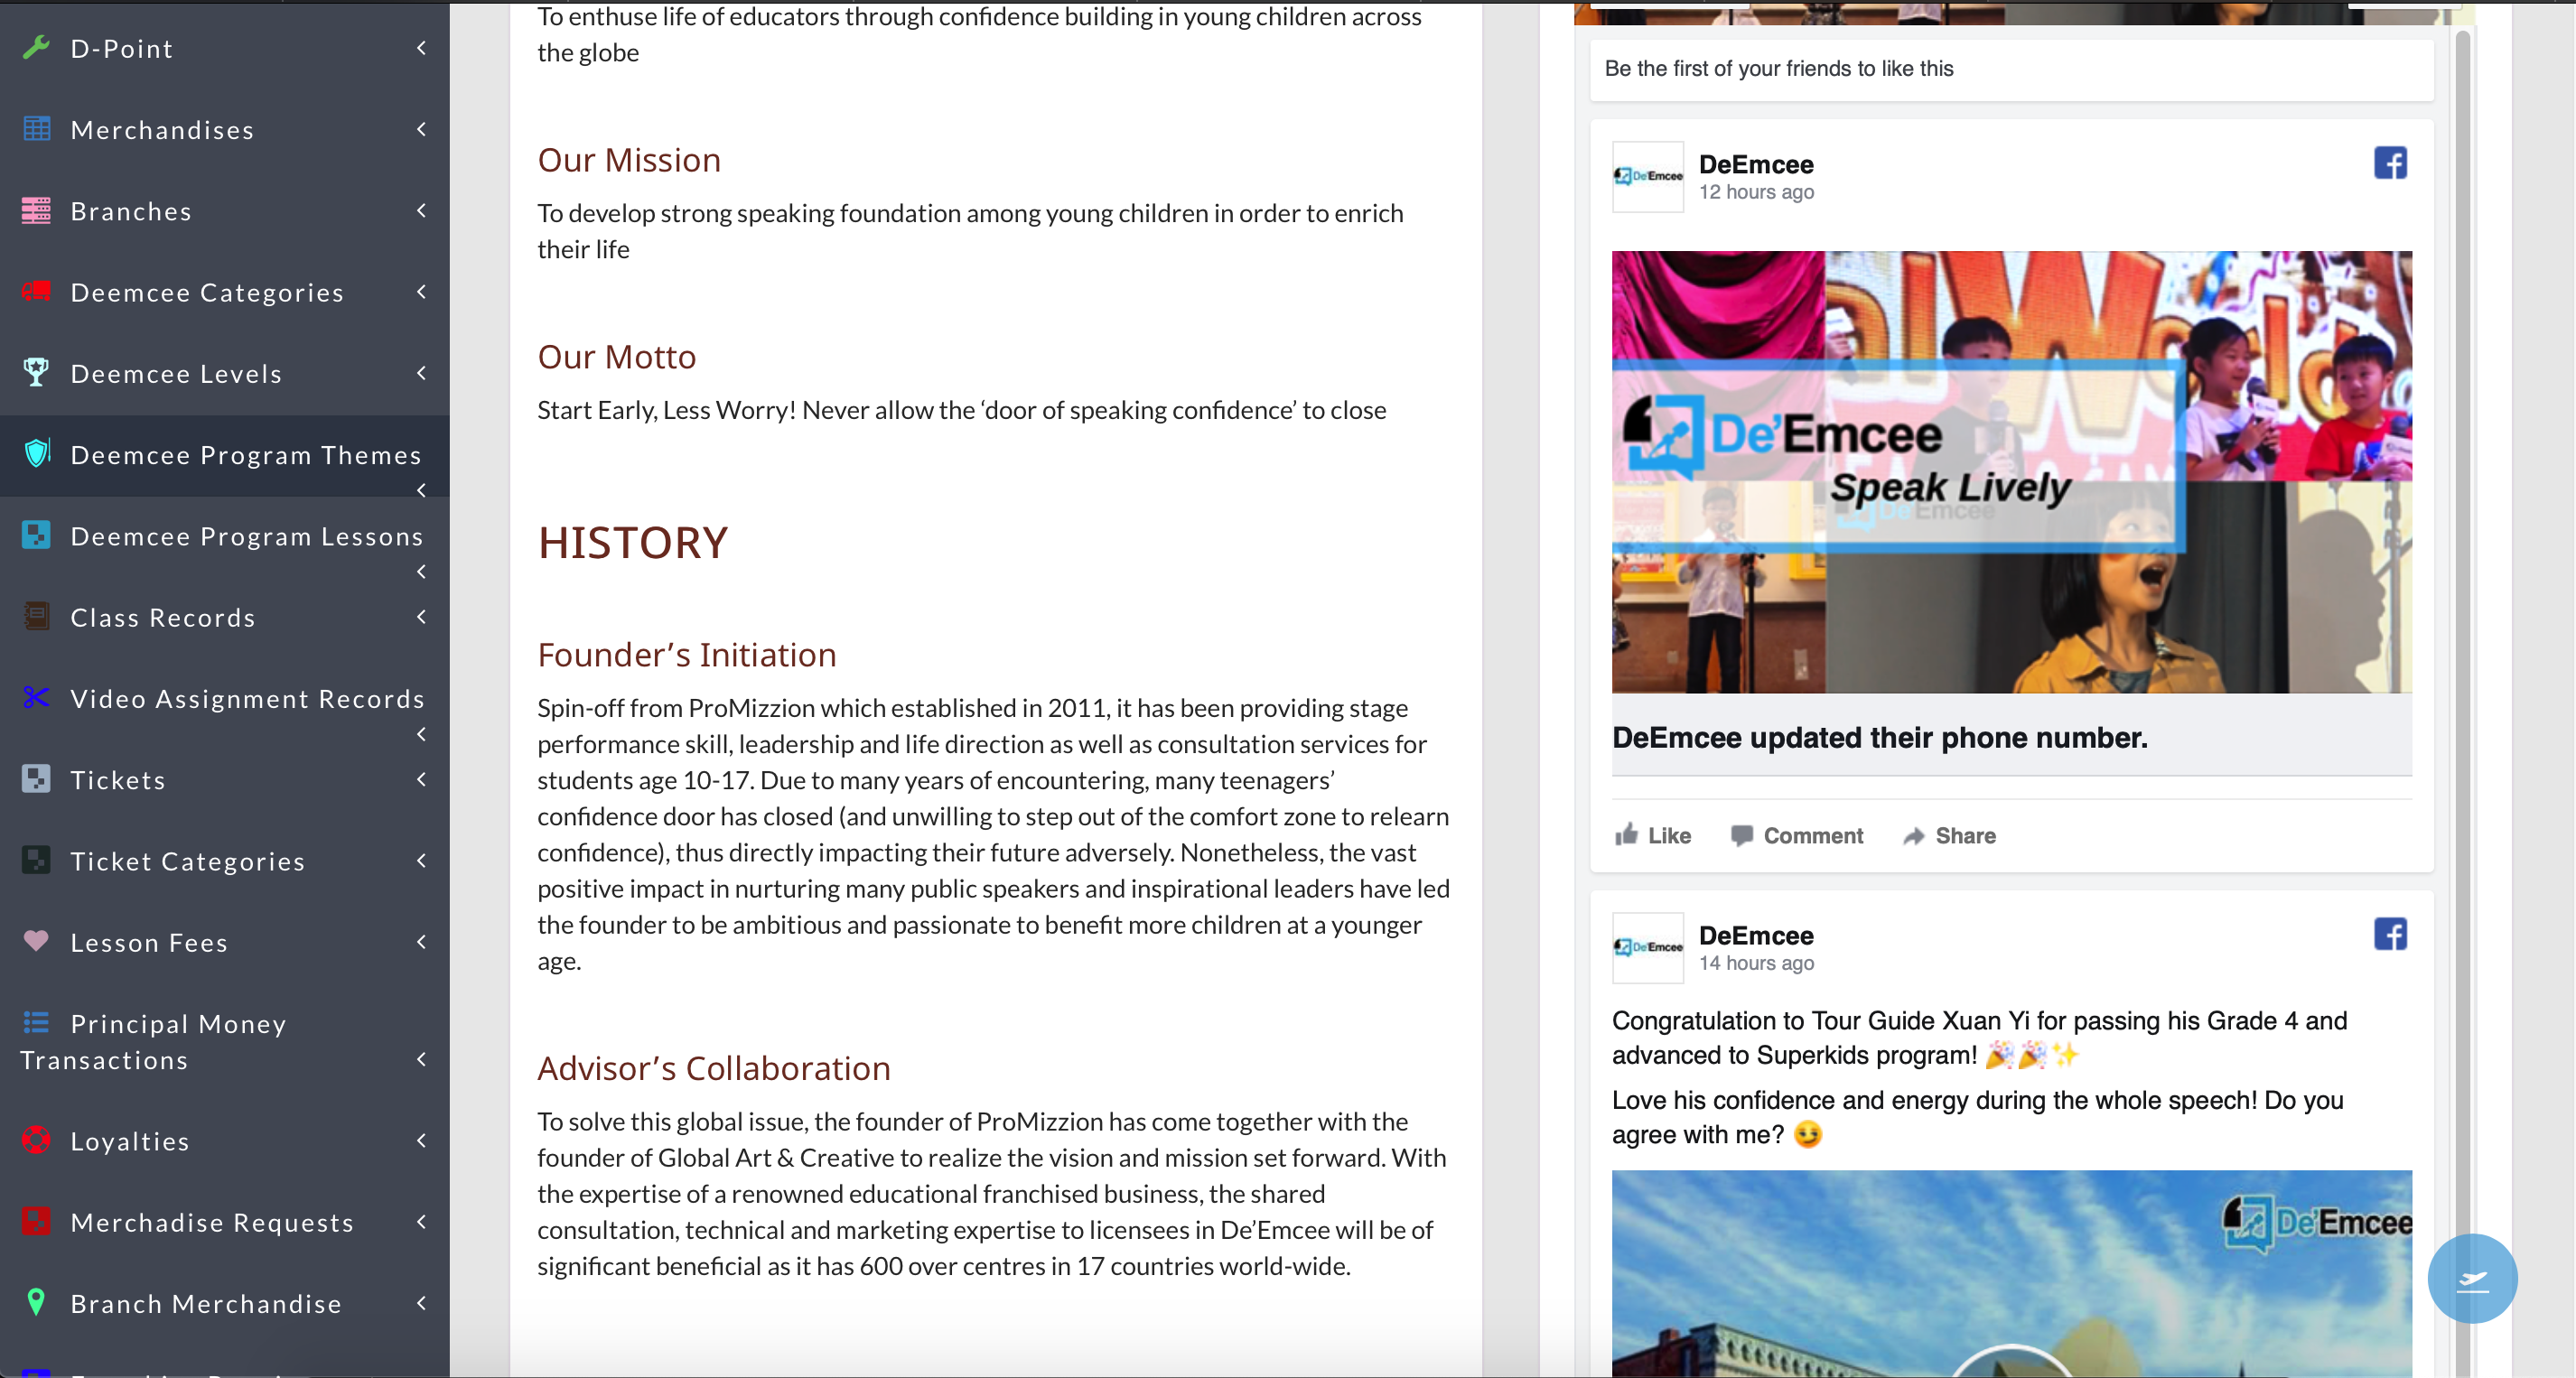 D-Point
Merchandises
Branches
Deemcee Categories
Deemcee Levels
Deemcee Program Themes
Deemcee Program Lessons
Class Records
Video Assignment Records
Tickets
Ticket Categories
Lesson Fees
Principal Money
Transactions
Loyalties
Merchadise Requests
Branch Merchandise
To enthuse life of educators through confidence building in young children across
the globe
Our Mission
To develop strong speaking foundation among young children in order to enrich
their life
Our Motto
Start Early, Less Worry! Never allow the ‘door of speaking confidence’ to close
HISTORY
Founder’s Initiation
Spin-off from ProMizzion which established in 2011, it has been providing stage
performance skill, leadership and life direction as well as consultation services for
students age 10-17. Due to many years of encountering, many teenagers’
confidence door has closed (and unwilling to step out of the comfort zone to relearn
confidence), thus directly impacting their future adversely. Nonetheless, the vast
positive impact in nurturing many public speakers and inspirational leaders have led
the founder to be ambitious and passionate to benefit more children at a younger
age.
Advisor’s Collaboration
To solve this global issue, the founder of ProMizzion has come together with the
founder of Global Art & Creative to realize the vision and mission set forward. With
the expertise of a renowned educational franchised business, the shared
consultation, technical and marketing expertise to licensees in De’Emcee will be of
significant beneficial as it has 600 over centres in 17 countries world-wide.
Be the first of your friends to like this
De'Emcee
DeEmcee
12 hours ago
De'Emcee
Speak Lively
De'Emcee
DeEmcee updated their phone number.
Like
Comment
Share
De'Emcee
DeEmcee
14 hours ago
Congratulation to Tour Guide Xuan Yi for passing his Grade 4 and
advanced to Superkids program! 🎉🎉✨
Love his confidence and energy during the whole speech! Do you
agree with me? 😏
De'Emcee